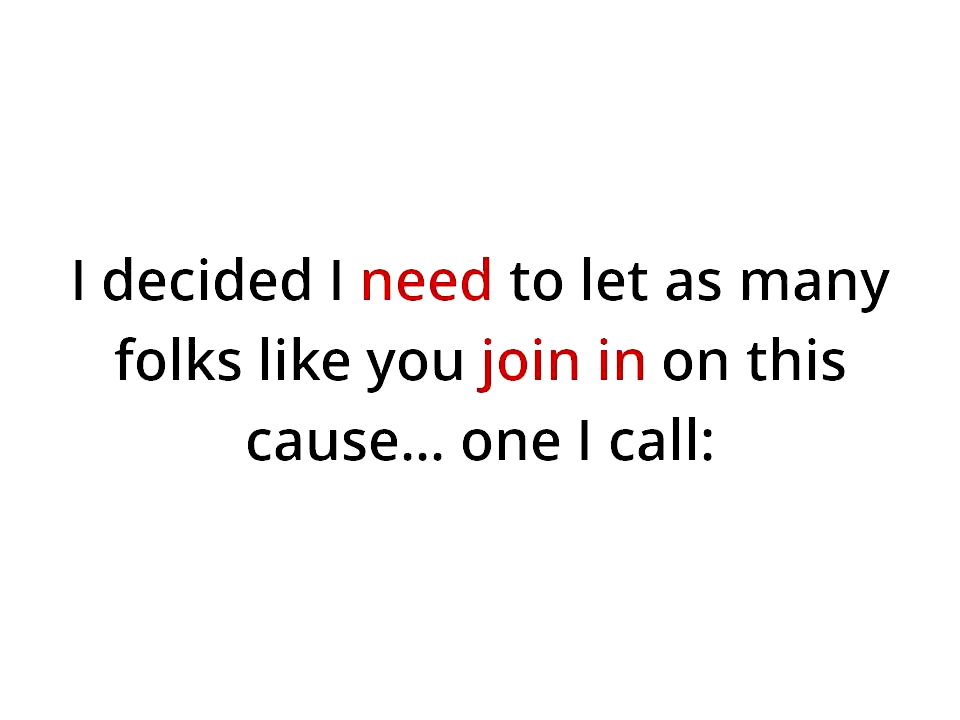 I decided I need to let as many
folks like you join in on this
cause... one I call: